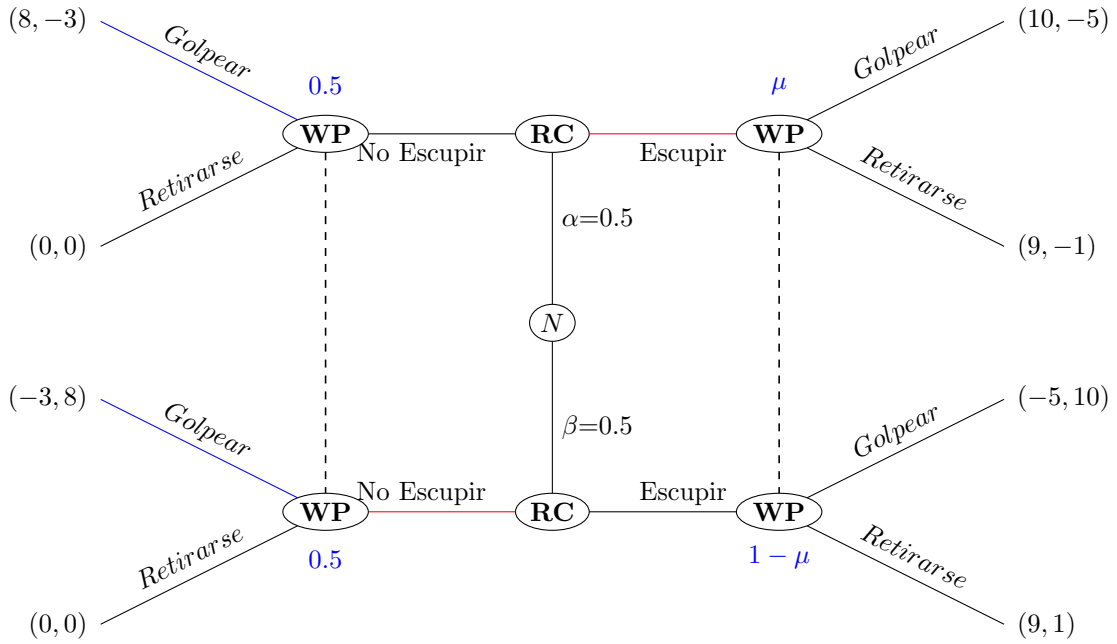 (8, −3)
(10, −5)
Golpear
Golpear
0.5
μ
WP
RC
WP
No Escupir
Escupir
Retirarse
Retirarse
α=0.5
(0, 0)
(9, −1)
N
(−3, 8)
(−5, 10)
Golpear
Golpear
β=0.5
No Escupir
Escupir
WP
RC
WP
Retirarse
Retirarse
0.5
1 − μ
(0, 0)
(9, 1)